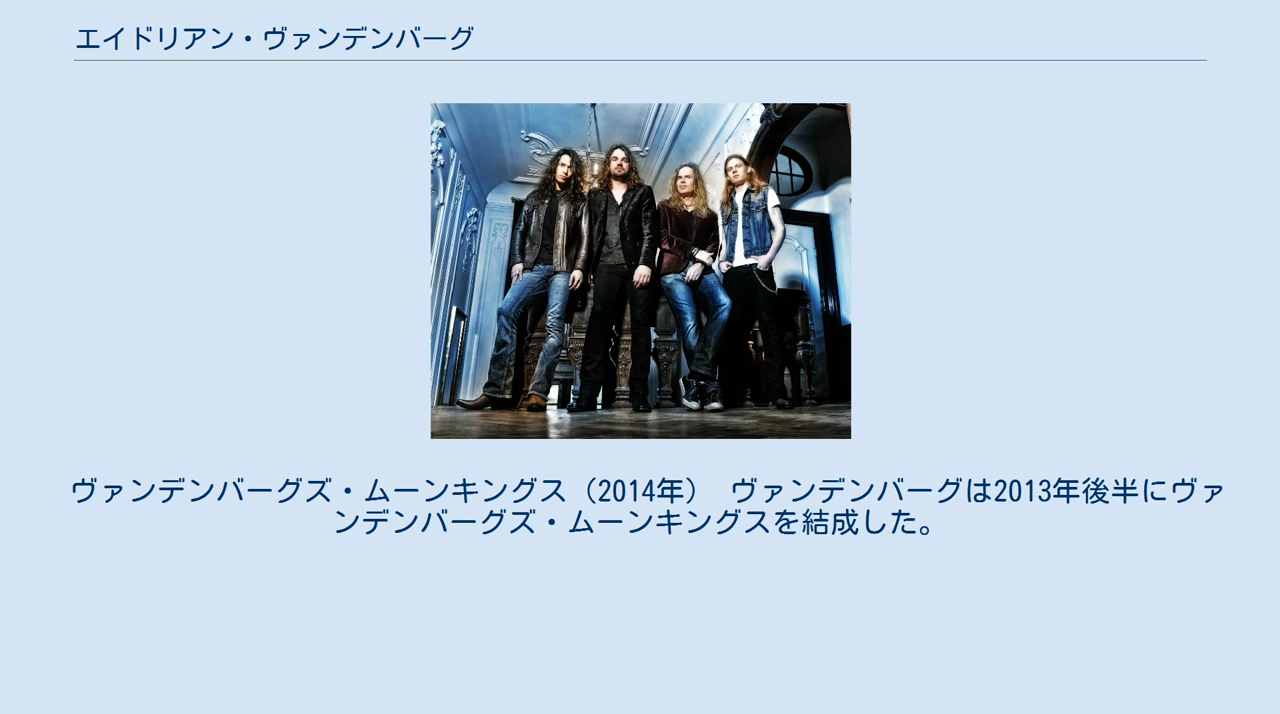 エイドリアン・ヴァンデンバーグ
ヴァンデンバーグズ・ムーンキングス（2014年） ヴァンデンバーグは2013年後半にヴァ
ンデンバーグズ・ムーンキングスを結成した。